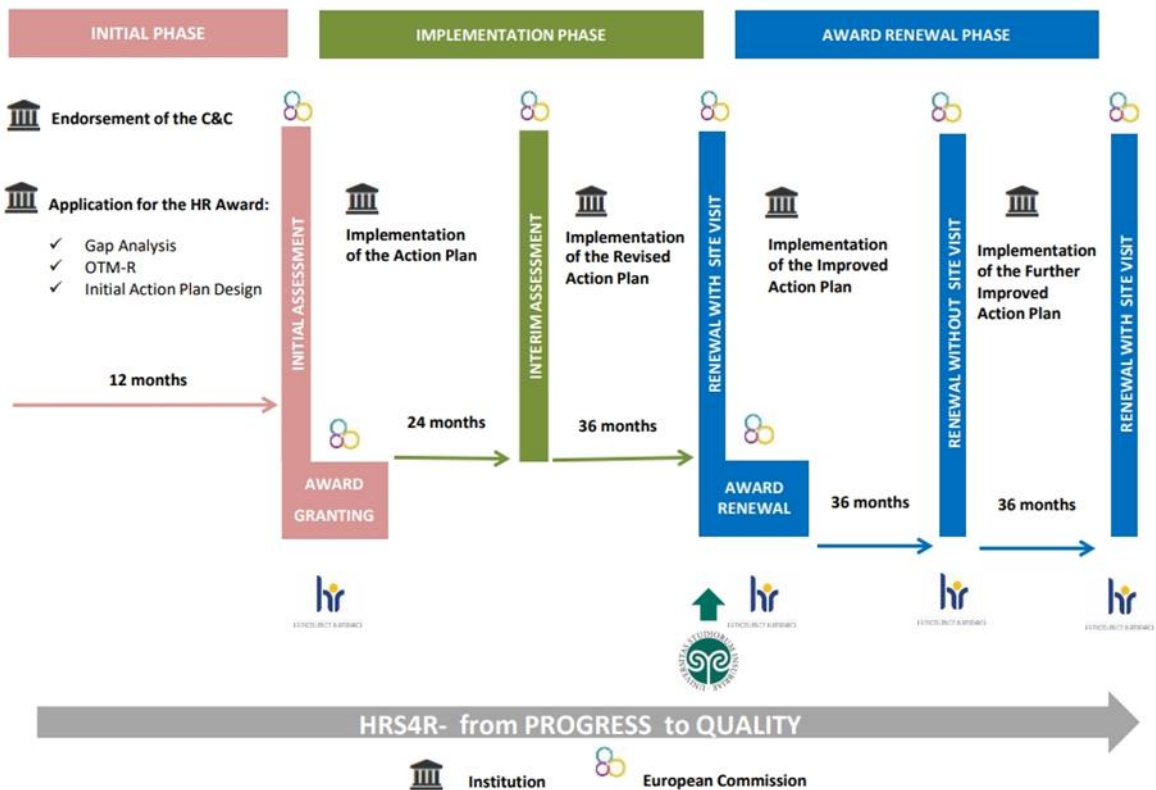 INITIAL PHASE
IMPLEMENTATION PHASE
AWARD RENEWAL PHASE
Endorsement of the C&C
Application for the HR Award:
✓ Gap Analysis
✓ OTM-R
✓ Initial Action Plan Design
12 months
INITIAL ASSESSMENT
AWARD
GRANTING
Implementation
of the Action Plan
24 months
INTERIM ASSESSMENT
Implementation
of the Revised
Action Plan
36 months
RENEWAL WITH SITE VISIT
AWARD
RENEWAL
Implementation
of the Improved
Action Plan
36 months
RENEWAL WITHOUT SITE VISIT
Implementation
of the Further
Improved
Action Plan
36 months
RENEWAL WITH SITE VISIT
hr
hr
hr
hr
UNIVERSITAS STUDIORUM INSUBRIAE
HRS4R- from PROGRESS to QUALITY
Institution
European Commission